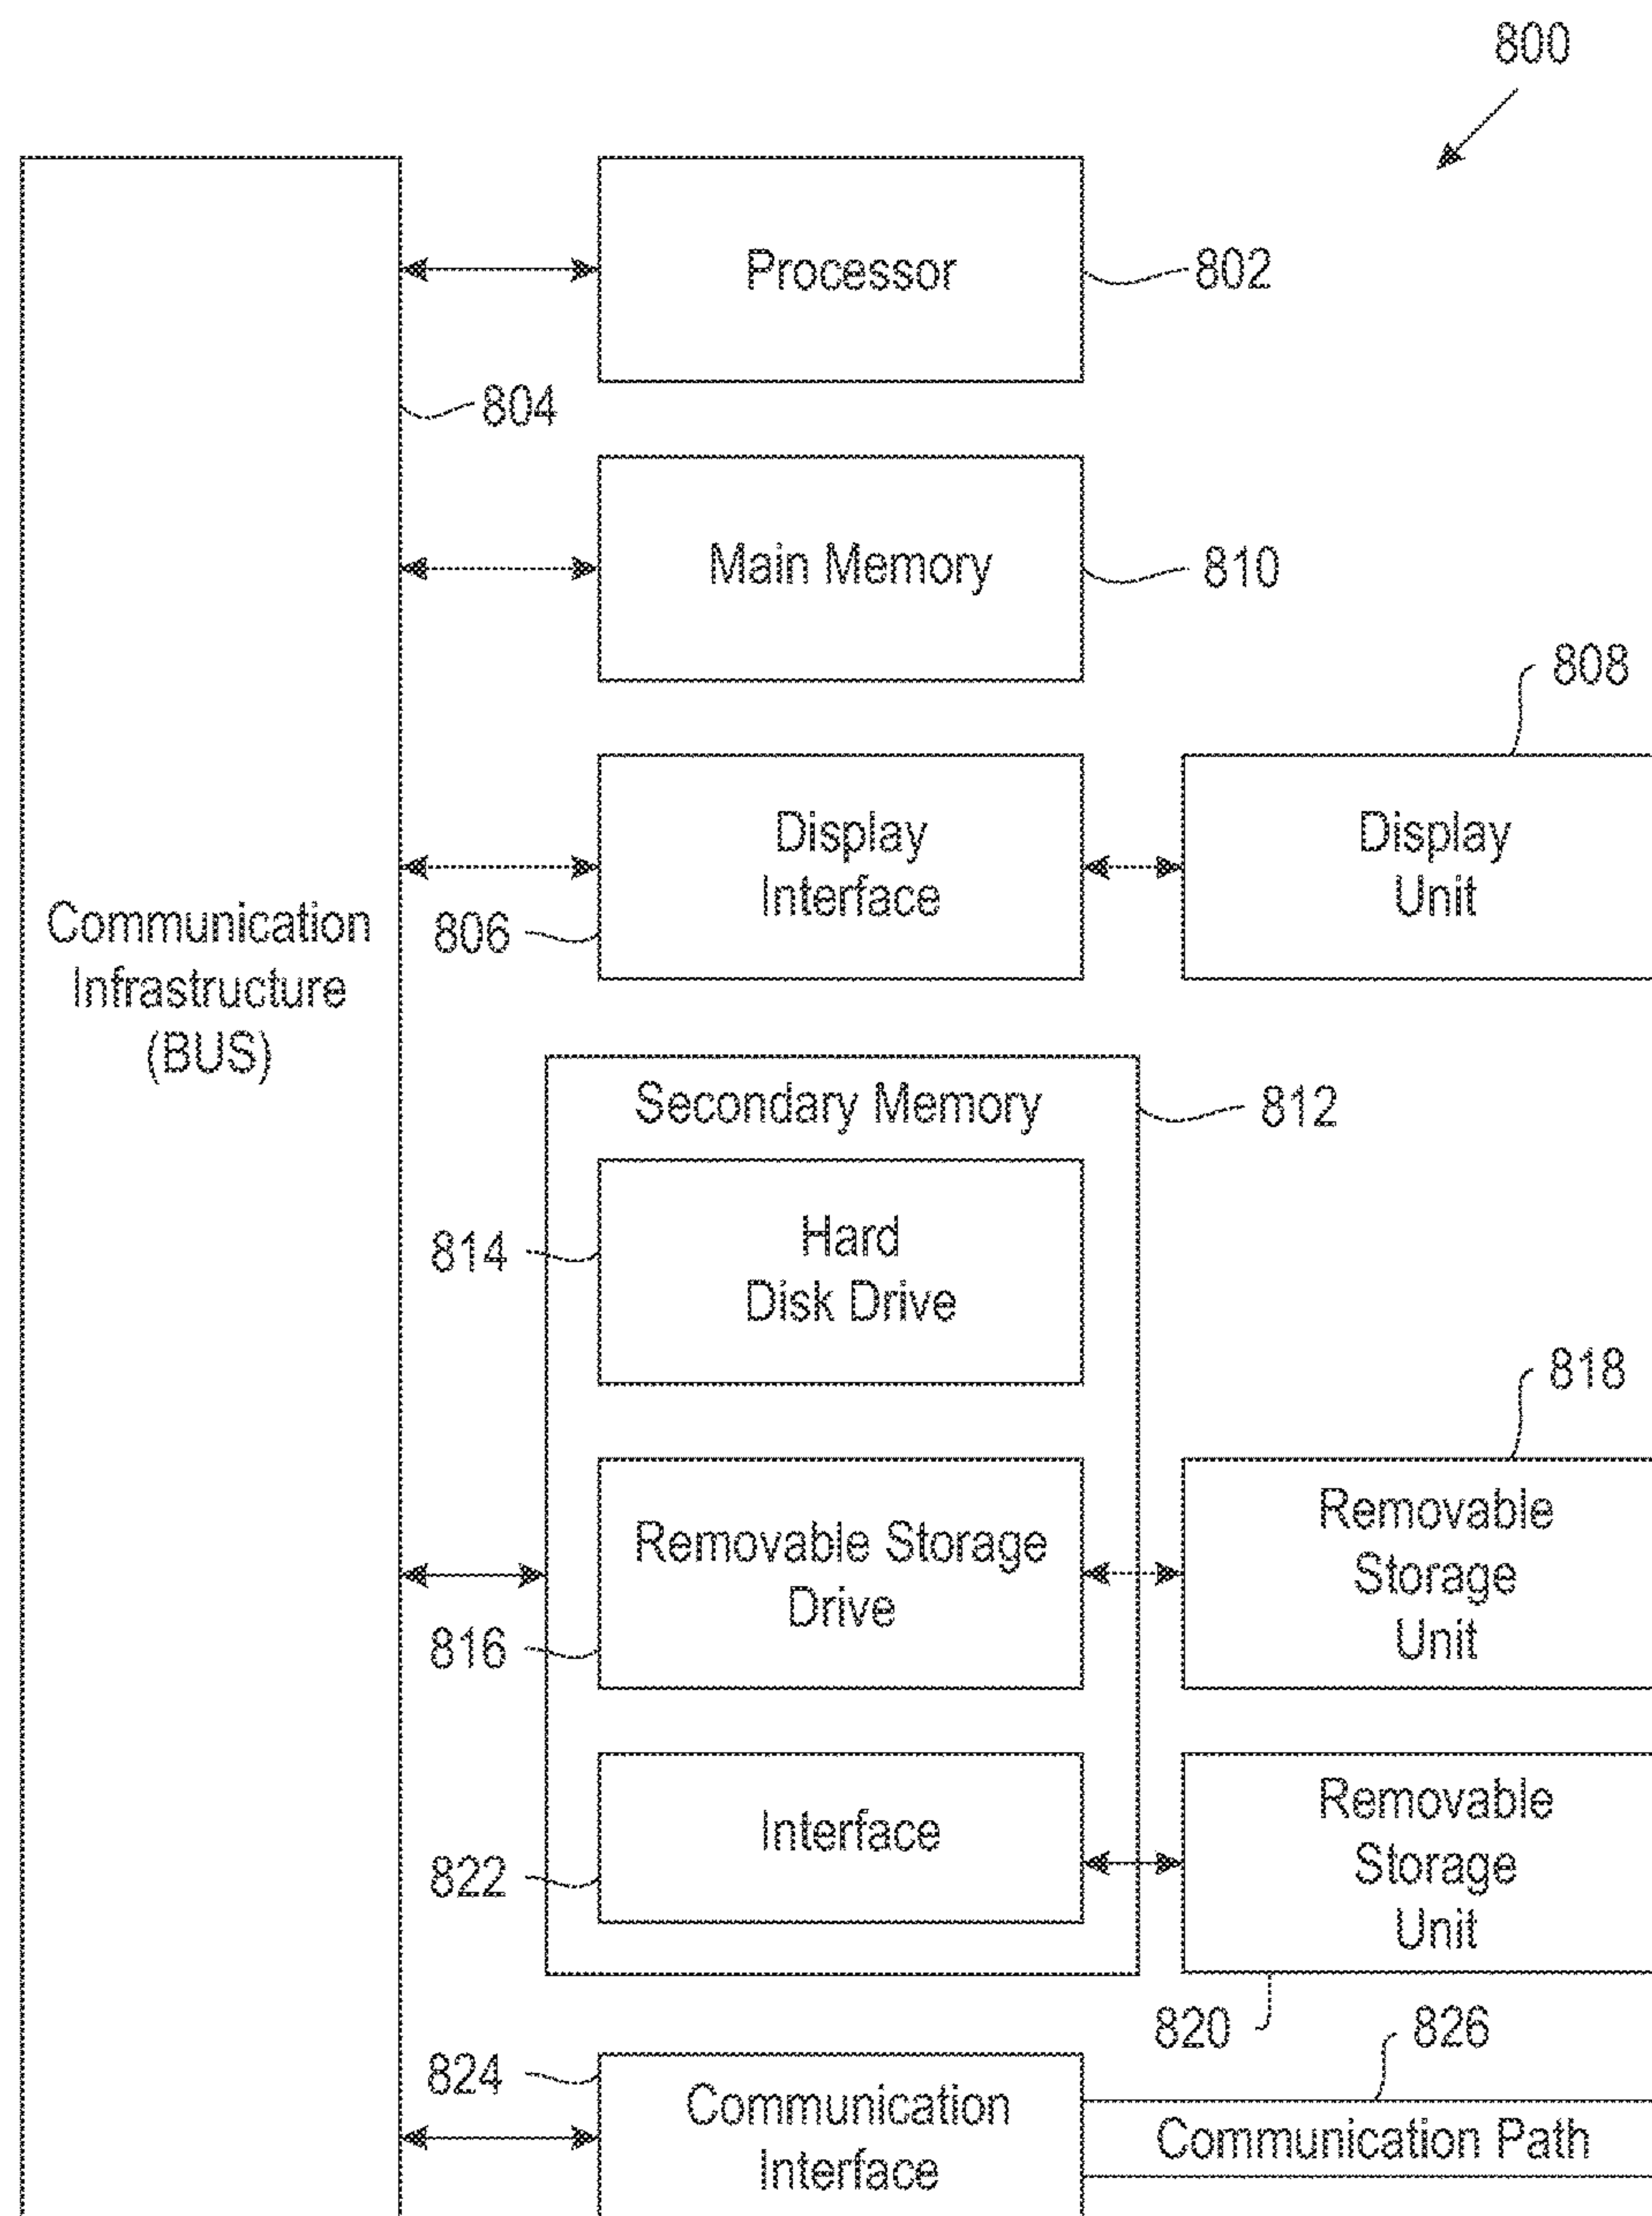 800
Processor
802
804
Main Memory
810
808
Display
Interface
Display
Unit
806
Communication
Infrastructure
(BUS)
Secondary Memory
812
Hard
Disk Drive
814
818
Removable Storage
Drive
Removable
Storage
Unit
816
Interface
Removable
Storage
Unit
822
820
826
824
Communication
Interface
Communication Path